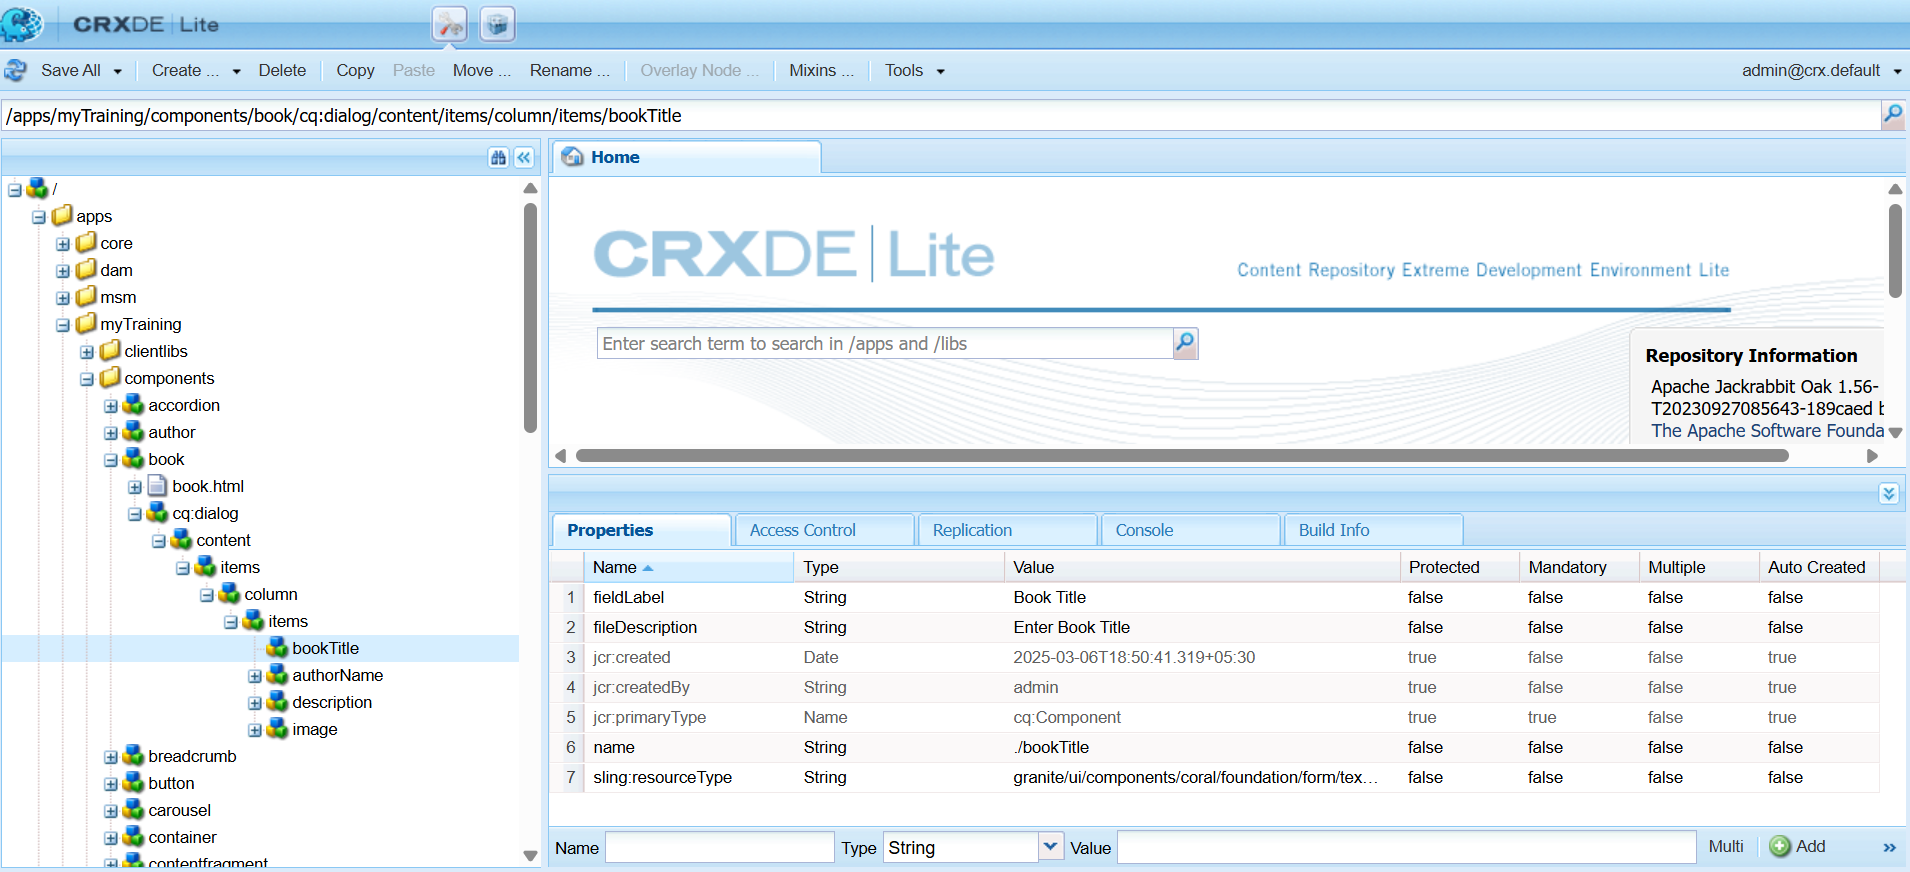 CRXDE | Lite
Save All Create ... Delete Copy Paste Move ... Rename ... Overlay Node ... Mixins ... Tools admin@crx.default
/apps/myTraining/components/book/cq:dialog/content/items/column/items/bookTitle
/
apps
core
dam
msm
myTraining
clientlibs
components
accordion
author
book
book.html
cq:dialog
content
items
column
items
bookTitle
authorName
description
image
breadcrumb
button
carousel
container
contentfragment
Home
CRXDE | Lite
Content Repository Extreme Development Environment Lite
Enter search term to search in /apps and /libs
Repository Information
Apache Jackrabbit Oak 1.56-
T20230927085643-189caed b
The Apache Software Founda
Properties Access Control Replication Console Build Info
Name Type Value Protected Mandatory Multiple Auto Created
1 fieldLabel String Book Title false false false false
2 fileDescription String Enter Book Title false false false false
3 jcr:created Date 2025-03-06T18:50:41.319+05:30 true false false true
4 jcr:createdBy String admin true false false true
5 jcr:primaryType Name cq:Component true true false true
6 name String ./bookTitle false false false false
7 sling:resourceType String granite/ui/components/coral/foundation/form/tex... false false false false
Name Type String Value Multi Add »